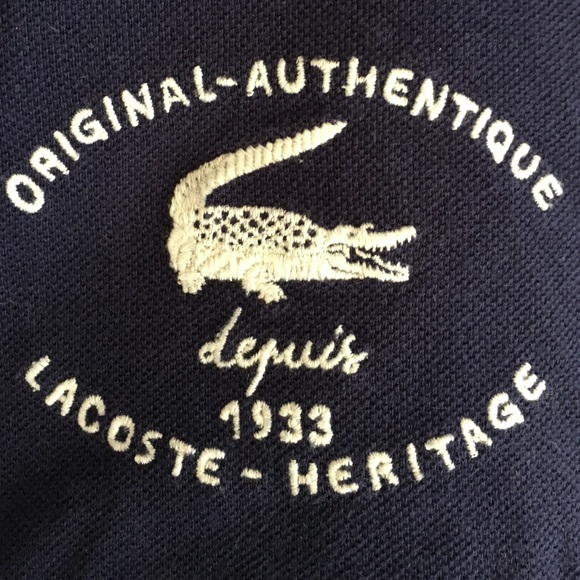 ORIGINAL-AUTHENTIQUE
depuis
1933
LACOSTE-HERITAGE